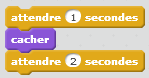 attendre 1 secondes
cacher
attendre 2 secondes